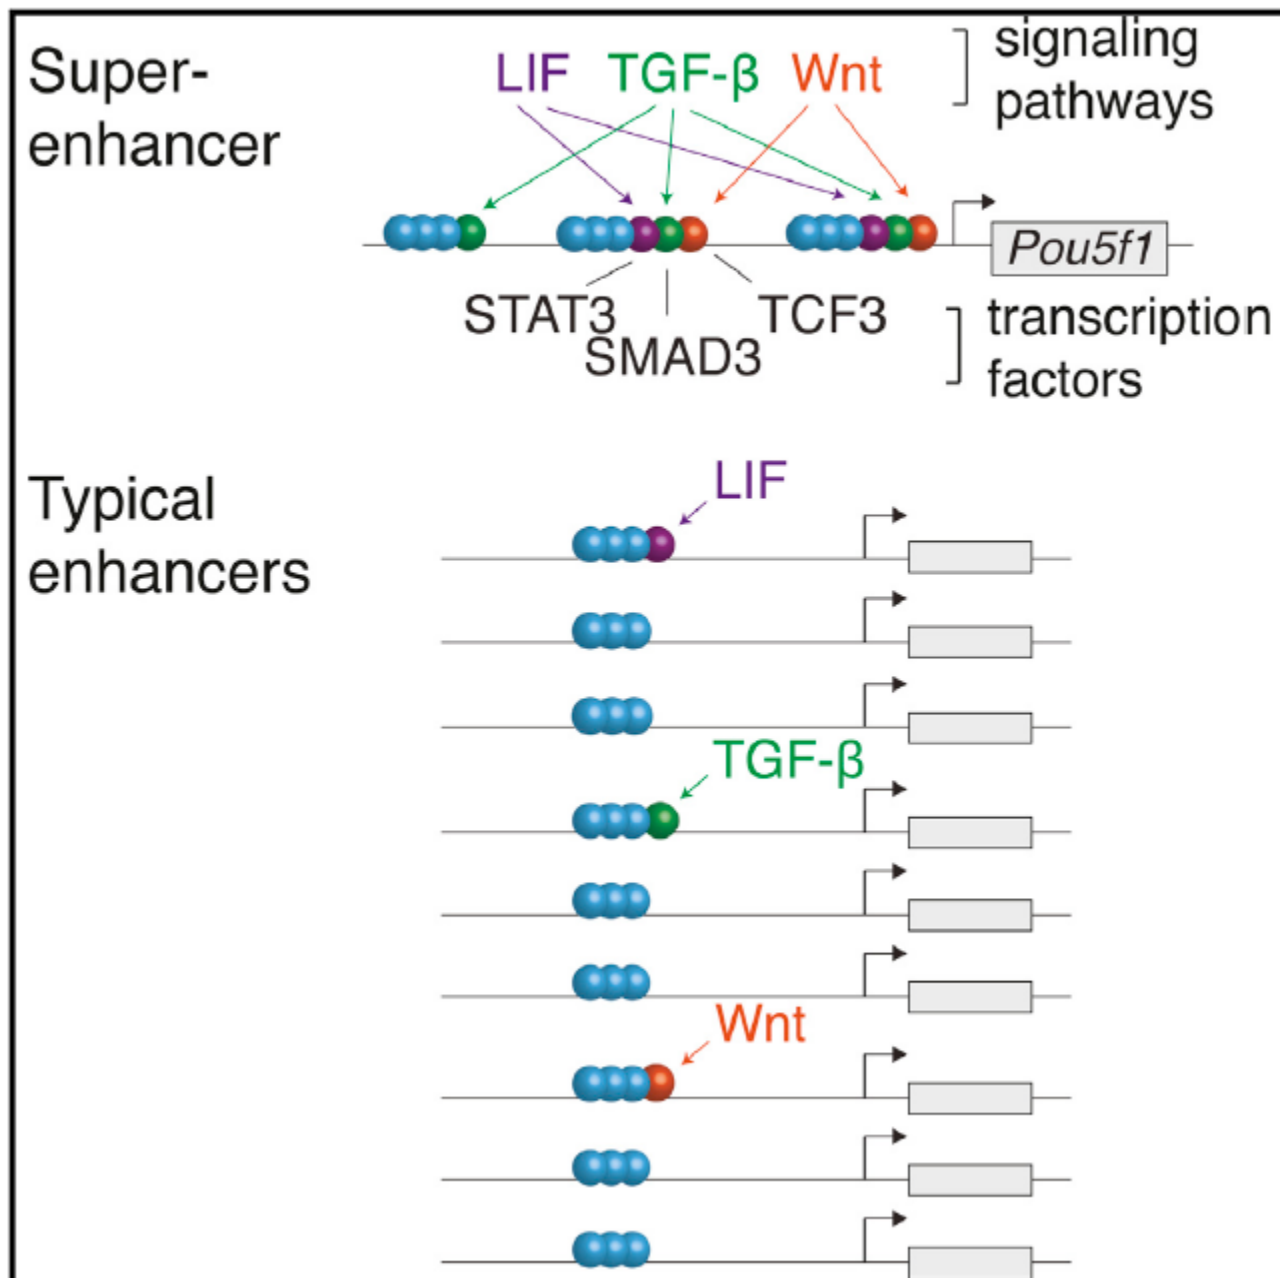 Super-
enhancer
LIF TGF-β Wnt
signaling
pathways
Pou5f1
STAT3
SMAD3
TCF3
transcription
factors
Typical
enhancers
LIF
TGF-β
Wnt